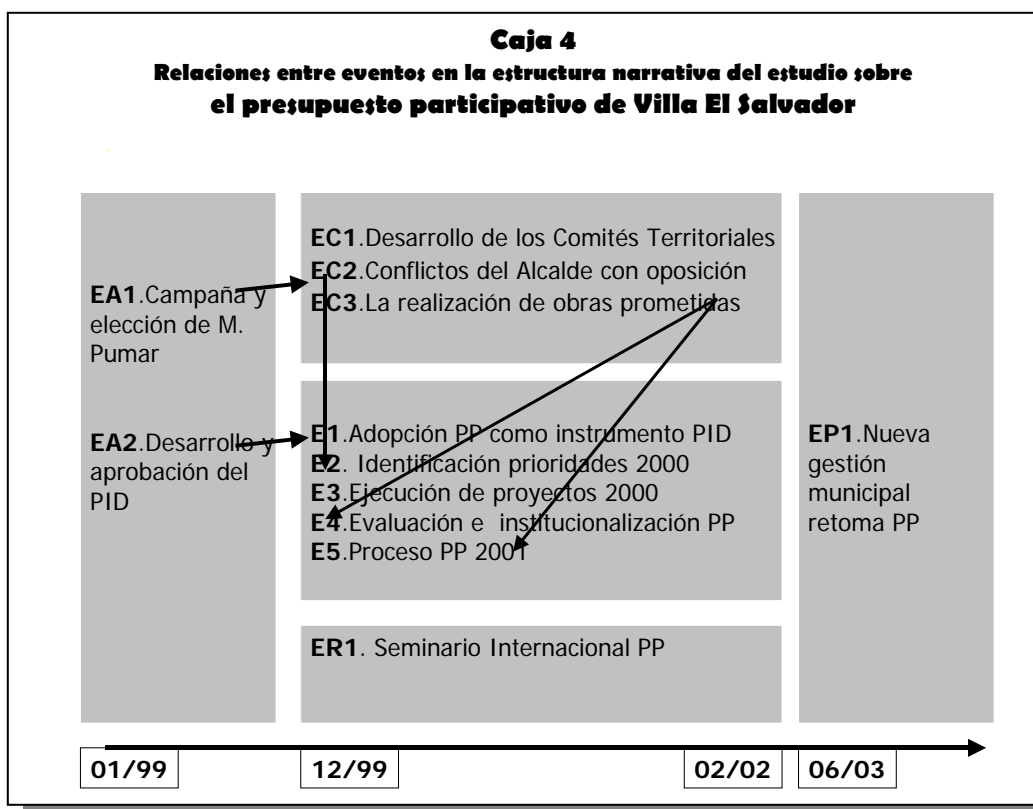 Caja 4
Relaciones entre eventos en la estructura narrativa del estudio sobre
el presupuesto participativo de Villa El Salvador
EA1.Campaña y
elección de M.
Pumar
EA2.Desarrollo y
aprobación del
PID
EC1.Desarrollo de los Comités Territoriales
EC2.Conflictos del Alcalde con oposición
EC3.La realización de obras prometidas
E1.Adopción PP como instrumento PID
E2. Identificación prioridades 2000
E3.Ejecución de proyectos 2000
E4.Evaluación e institucionalización PP
E5.Proceso PP 2001
ER1. Seminario Internacional PP
EP1.Nueva
gestión
municipal
retoma PP
01/99
12/99
02/02
06/03